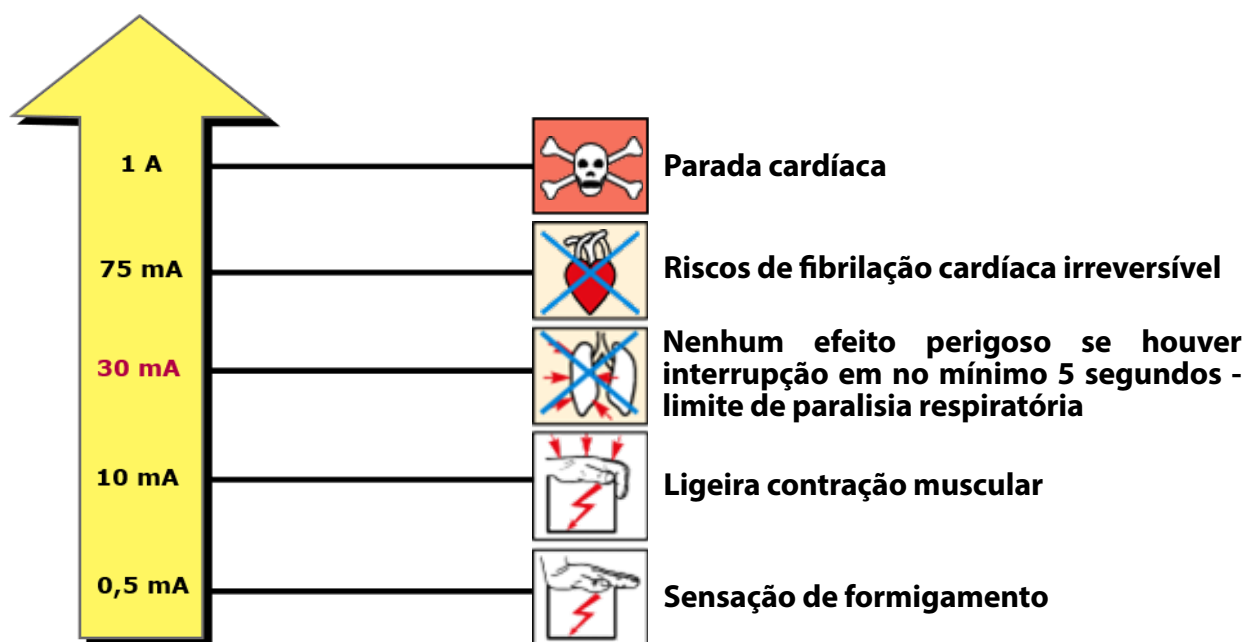 1 A
Parada cardíaca
75 mA
Riscos de fibrilação cardíaca irreversível
30 mA
Nenhum efeito perigoso se houver
interrupção em no mínimo 5 segundos -
limite de paralisia respiratória
10 mA
Ligeira contração muscular
0,5 mA
Sensação de formigamento